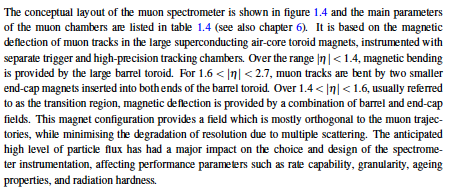 The conceptual layout of the muon spectrometer is shown in figure 1.4 and the main parameters
of the muon chambers are listed in table 1.4 (see also chapter 6). It is based on the magnetic
deflection of muon tracks in the large superconducting air-core toroid magnets, instrumented with
separate trigger and high-precision tracking chambers. Over the range |η| < 1.4, magnetic bending
is provided by the large barrel toroid. For 1.6 < |η| < 2.7, muon tracks are bent by two smaller
end-cap magnets inserted into both ends of the barrel toroid. Over 1.4 < |η| < 1.6, usually referred
to as the transition region, magnetic deflection is provided by a combination of barrel and end-cap
fields. This magnet configuration provides a field which is mostly orthogonal to the muon trajec-
tories, while minimising the degradation of resolution due to multiple scattering. The anticipated
high level of particle flux has had a major impact on the choice and design of the spectrome-
ter instrumentation, affecting performance parameters such as rate capability, granularity, ageing
properties, and radiation hardness.